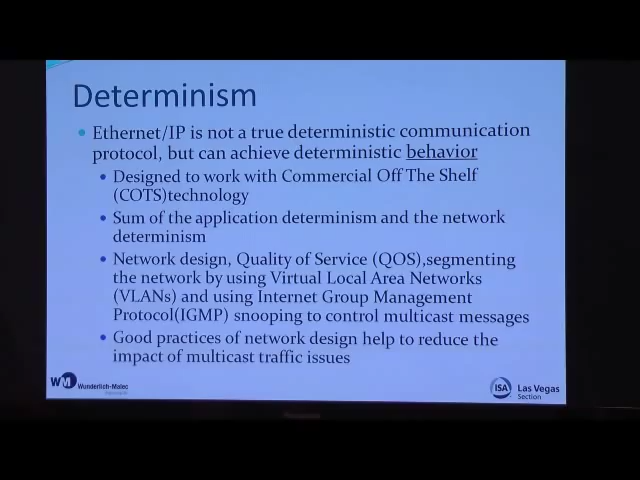 Determinism
Ethernet/IP is not a true deterministic communication
protocol, but can achieve deterministic behavior
Designed to work with Commercial Off The Shelf
(COTS)technology
Sum of the application determinism and the network
determinism
Network design, Quality of Service (QOS),segmenting
the network by using Virtual Local Area Networks
(VLANs) and using Internet Group Management
Protocol(IGMP) snooping to control multicast messages
Good practices of network design help to reduce the
impact of multicast traffic issues
WM Wunderlich-Malec
ISA Las Vegas
Section